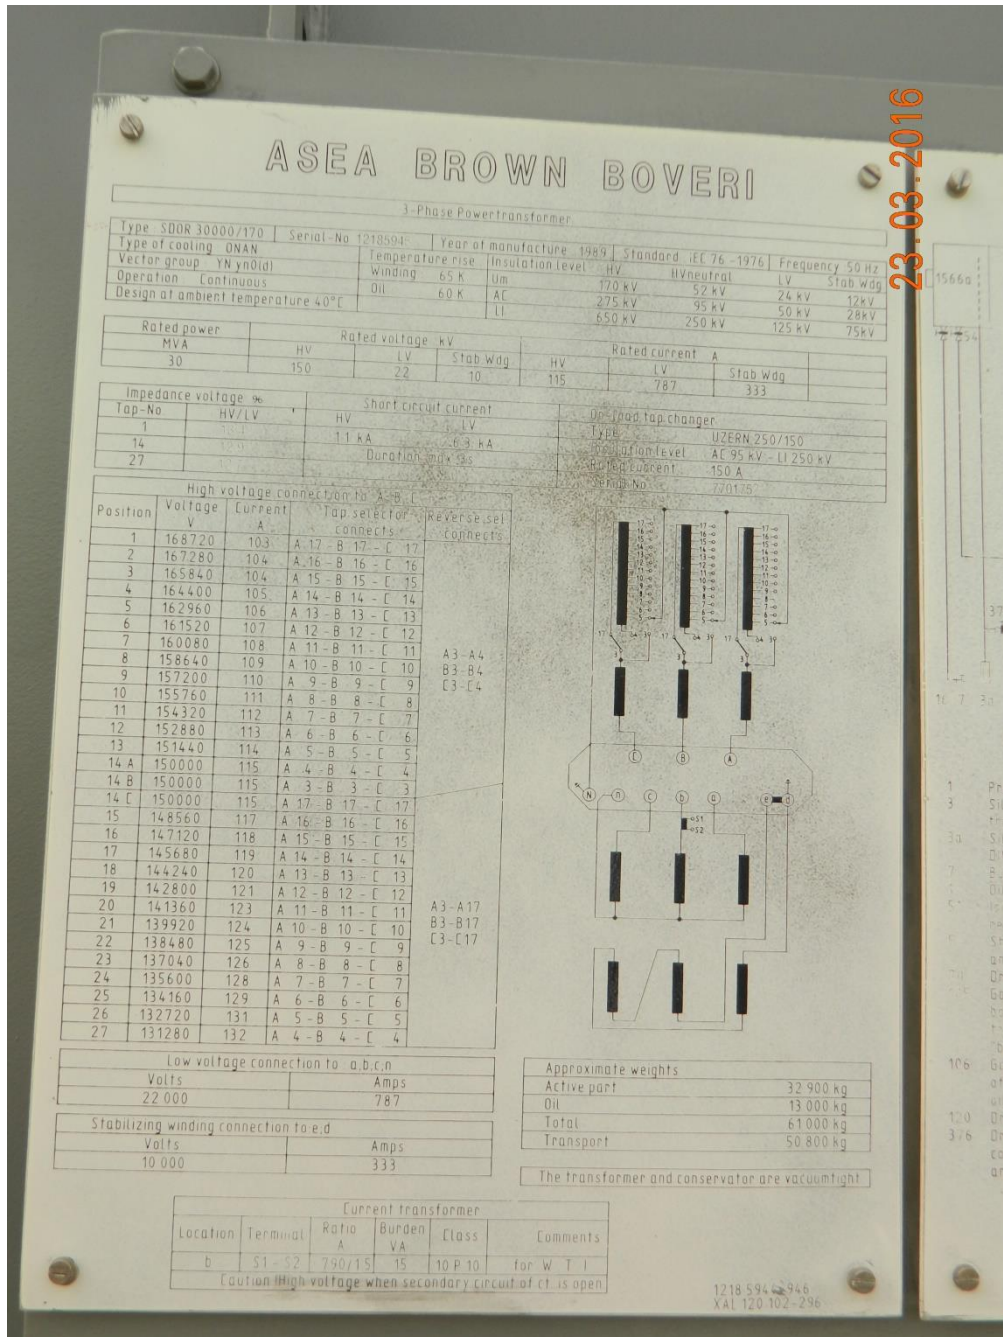 ASEA BROWN BOVERI
23.03.2016
3-Phase Powertransformer
Type SDOR 30000/170 Serial-No 1218594 Year of manufacture 1989 Standard IEC 76-1976 Frequency 50 Hz
Type of cooling ONAN Temperature rise Insulation level HV HVneutral LV Stab Wdg
Vector group YN yn0(d) Winding 65 K Um 170 kV 52 kV 24 kV 12kV
Operation Continuous Oil 60 K AC 275 kV 95 kV 50 kV 28kV
Design at ambient temperature 40°C LI 650 kV 250 kV 125 kV 75kV
Rated power Rated voltage kV Rated current A
MVA HV LV Stab Wdg HV LV Stab Wdg
30 150 22 10 115 787 333
Impedance voltage % Short circuit current On-load tap changer
Tap-No HV/LV HV LV Type UZERN 250/150
1 11 kA 6.3 kA Insulation level AC 95 kV - LI 250 kV
14 Duration max Rated current 150 A
27 Serial No 770175
High voltage connection to A B C
Position Voltage Current Tap selector Reverse sel
V A connects connects
1 168720 103 A 17 - B 17 - C 17
2 167280 104 A 16 - B 16 - C 16
3 165840 104 A 15 - B 15 - C 15
4 164400 105 A 14 - B 14 - C 14
5 162960 106 A 13 - B 13 - C 13
6 161520 107 A 12 - B 12 - C 12
7 160080 108 A 11 - B 11 - C 11 A3-A4
8 158640 109 A 10 - B 10 - C 10 B3-B4
9 157200 110 A 9 - B 9 - C 9 C3-C4
10 155760 111 A 8 - B 8 - C 8
11 154320 112 A 7 - B 7 - C 7
12 152880 113 A 6 - B 6 - C 6
13 151440 114 A 5 - B 5 - C 5
14 A 150000 115 A 4 - B 4 - C 4
14 B 150000 115 A 3 - B 3 - C 3
14 C 150000 115 A 17 - B 17 - C 17
15 148560 117 A 16 - B 16 - C 16
16 147120 118 A 15 - B 15 - C 15
17 145680 119 A 14 - B 14 - C 14
18 144240 120 A 13 - B 13 - C 13
19 142800 121 A 12 - B 12 - C 12
20 141360 123 A 11 - B 11 - C 11 A3-A17
21 139920 124 A 10 - B 10 - C 10 B3-B17
22 138480 125 A 9 - B 9 - C 9 C3-C17
23 137040 126 A 8 - B 8 - C 8
24 135600 128 A 7 - B 7 - C 7
25 134160 129 A 6 - B 6 - C 6
26 132720 131 A 5 - B 5 - C 5
27 131280 132 A 4 - B 4 - C 4
C B A
N n c b a e d
S1
S2
Low voltage connection to a,b,c,n
Volts Amps
22 000 787
Stabilizing winding connection to e;d
Volts Amps
10 000 333
Approximate weights
Active part 32 900 kg
Oil 13 000 kg
Total 61 000 kg
Transport 50 800 kg
The transformer and conservator are vacuumtight
Current transformer
Location Terminal Ratio Burden Class Comments
A VA
b S1 - S2 790/1.5 15 10 P 10 for W T I
Caution !High voltage when secondary circuit of ct. is open
1218 594 - 946
XAL 120 102-296
1566a
106
120
376